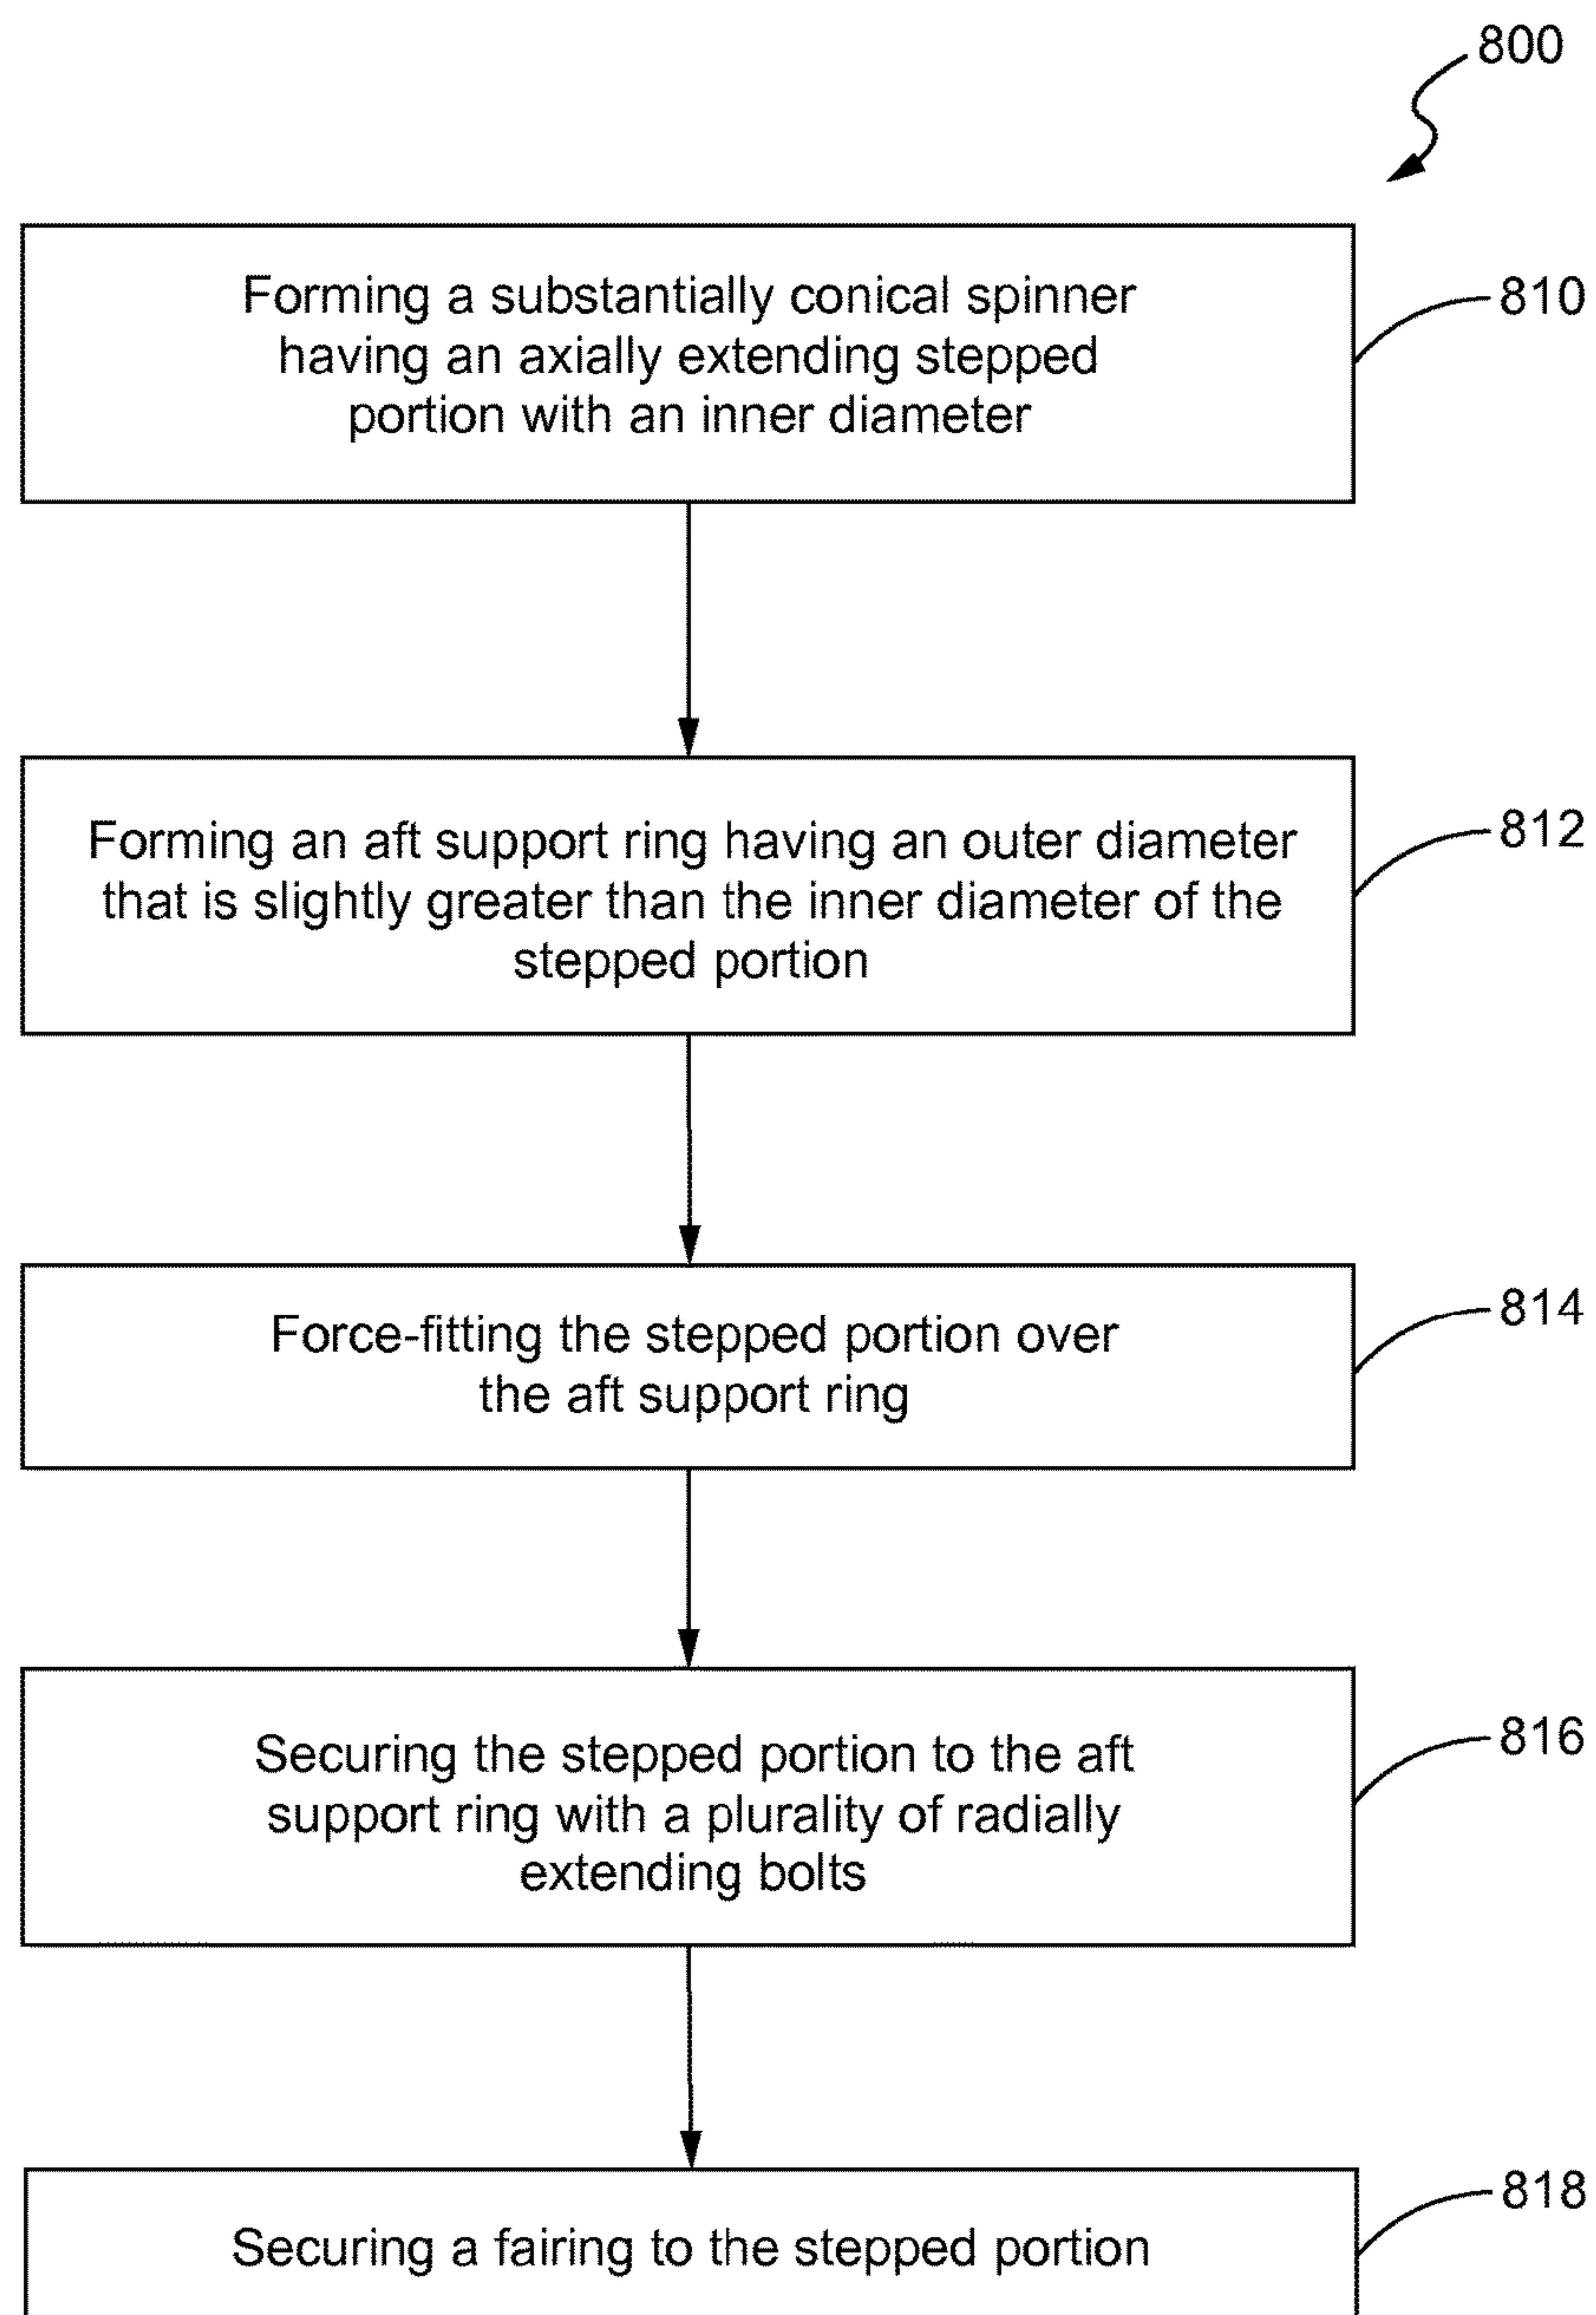 800
Forming a substantially conical spinner
having an axially extending stepped
portion with an inner diameter
810
Forming an aft support ring having an outer diameter
that is slightly greater than the inner diameter of the
stepped portion
812
Force-fitting the stepped portion over
the aft support ring
814
Securing the stepped portion to the aft
support ring with a plurality of radially
extending bolts
816
Securing a fairing to the stepped portion
818